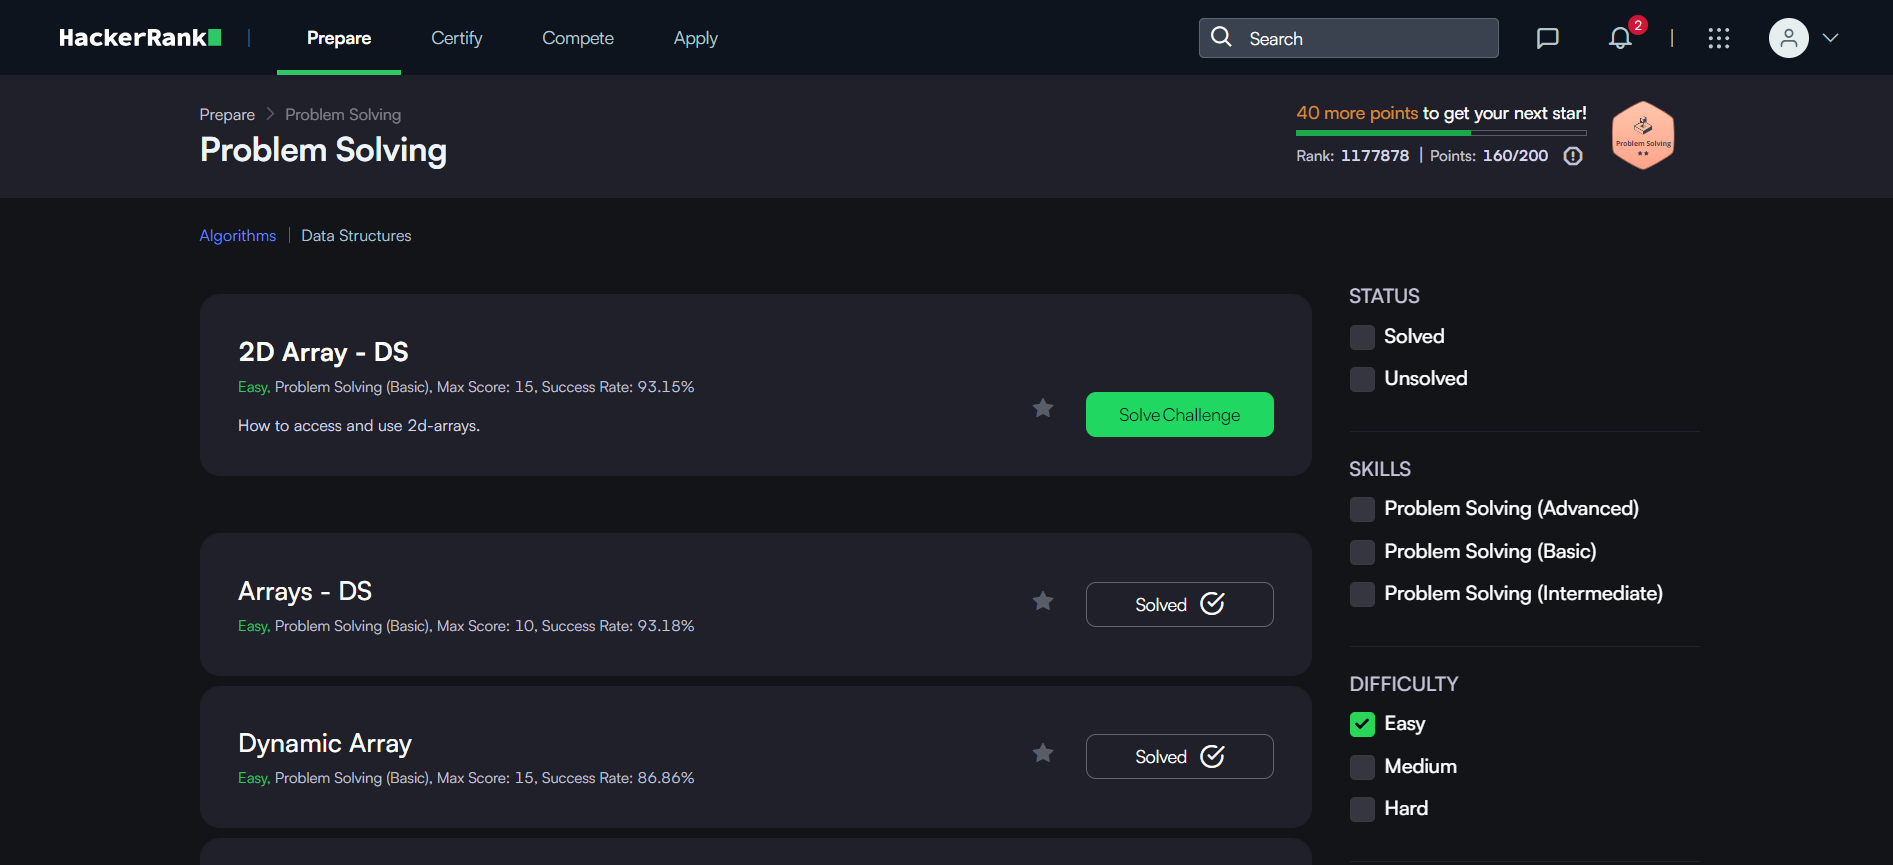 HackerRank
Prepare
Certify
Compete
Apply
Search
2
Prepare
Problem Solving
Problem Solving
40 more points to get your next star!
Rank: 1177878 | Points: 160/200
Problem Solving
Algorithms
Data Structures
2D Array - DS
Easy, Problem Solving (Basic), Max Score: 15, Success Rate: 93.15%
How to access and use 2d-arrays.
Solve Challenge
Arrays - DS
Easy, Problem Solving (Basic), Max Score: 10, Success Rate: 93.18%
Solved
Dynamic Array
Easy, Problem Solving (Basic), Max Score: 15, Success Rate: 86.86%
Solved
STATUS
Solved
Unsolved
SKILLS
Problem Solving (Advanced)
Problem Solving (Basic)
Problem Solving (Intermediate)
DIFFICULTY
Easy
Medium
Hard